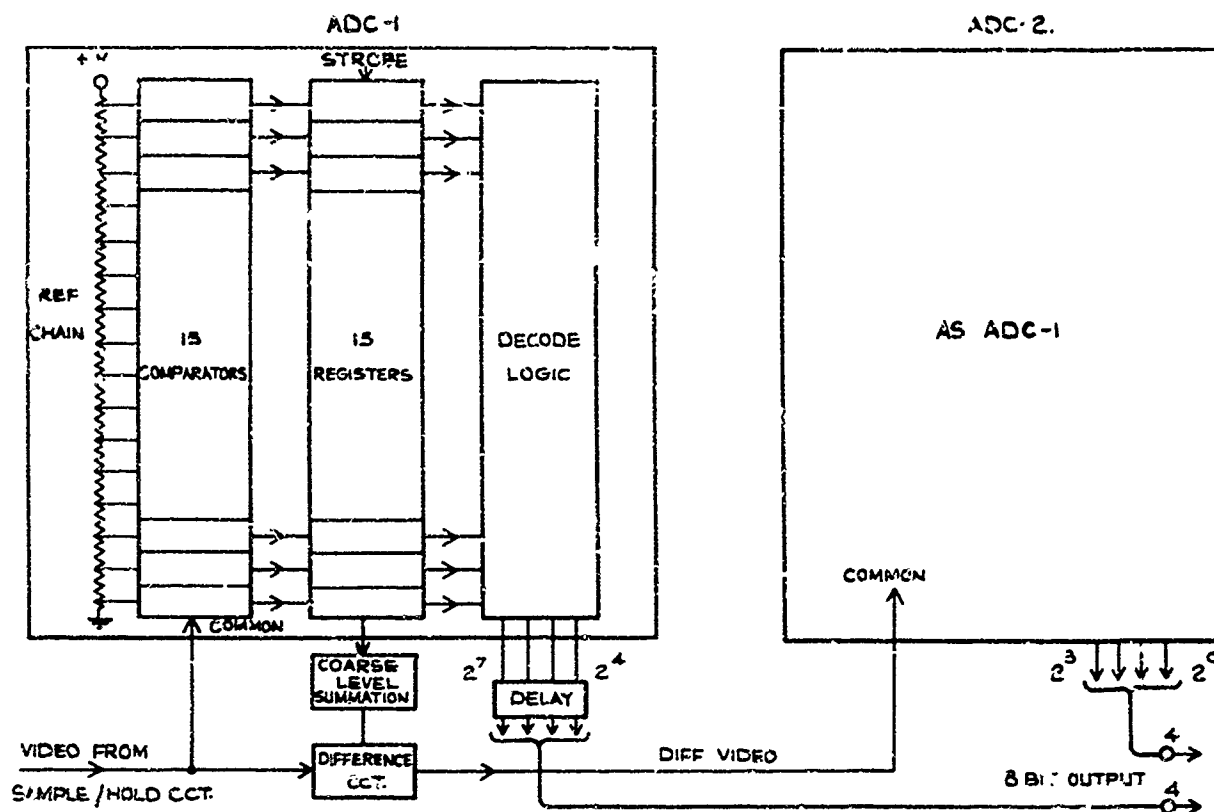 ADC-1
ADC-2.
+ V
STROBE
REF
CHAIN
15
COMPARATORS
15
REGISTERS
DECODE
LOGIC
AS ADC-1
COMMON
COMMON
COARSE
LEVEL
SUMMATION
2⁷
2⁴
DELAY
2³
2⁰
VIDEO FROM
SAMPLE/HOLD CCT.
DIFFERENCE
CCT.
DIFF VIDEO
4
8 BIT OUTPUT
4